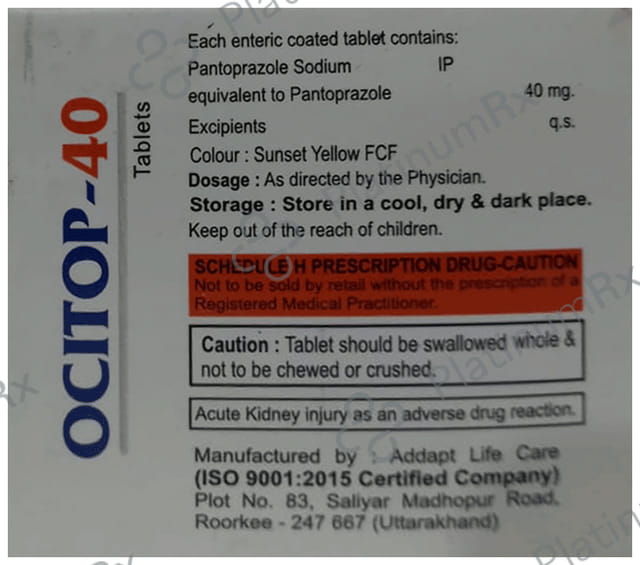 OCITOP-40
Tablets
Each enteric coated tablet contains:
Pantoprazole Sodium IP
equivalent to Pantoprazole 40 mg.
Excipients q.s.
Colour : Sunset Yellow FCF
Dosage : As directed by the Physician.
Storage : Store in a cool, dry & dark place.
Keep out of the reach of children.
SCHEDULE H PRESCRIPTION DRUG-CAUTION
Not to be sold by retail without the prescription of a
Registered Medical Practitioner.
Caution : Tablet should be swallowed whole &
not to be chewed or crushed.
Acute Kidney injury as an adverse drug reaction.
Manufactured by : Addapt Life Care
(ISO 9001:2015 Certified Company)
Plot No. 83, Saliyar Madhopur Road,
Roorkee - 247 667 (Uttarakhand)
PlatinumRx
PlatinumRx
PlatinumRx